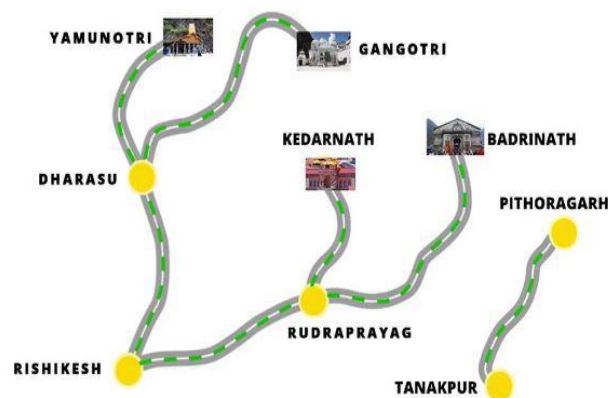 YAMUNOTRI
GANGOTRI
KEDARNATH
BADRINATH
DHARASU
PITHORAGARH
RUDRAPRAYAG
RISHIKESH
TANAKPUR